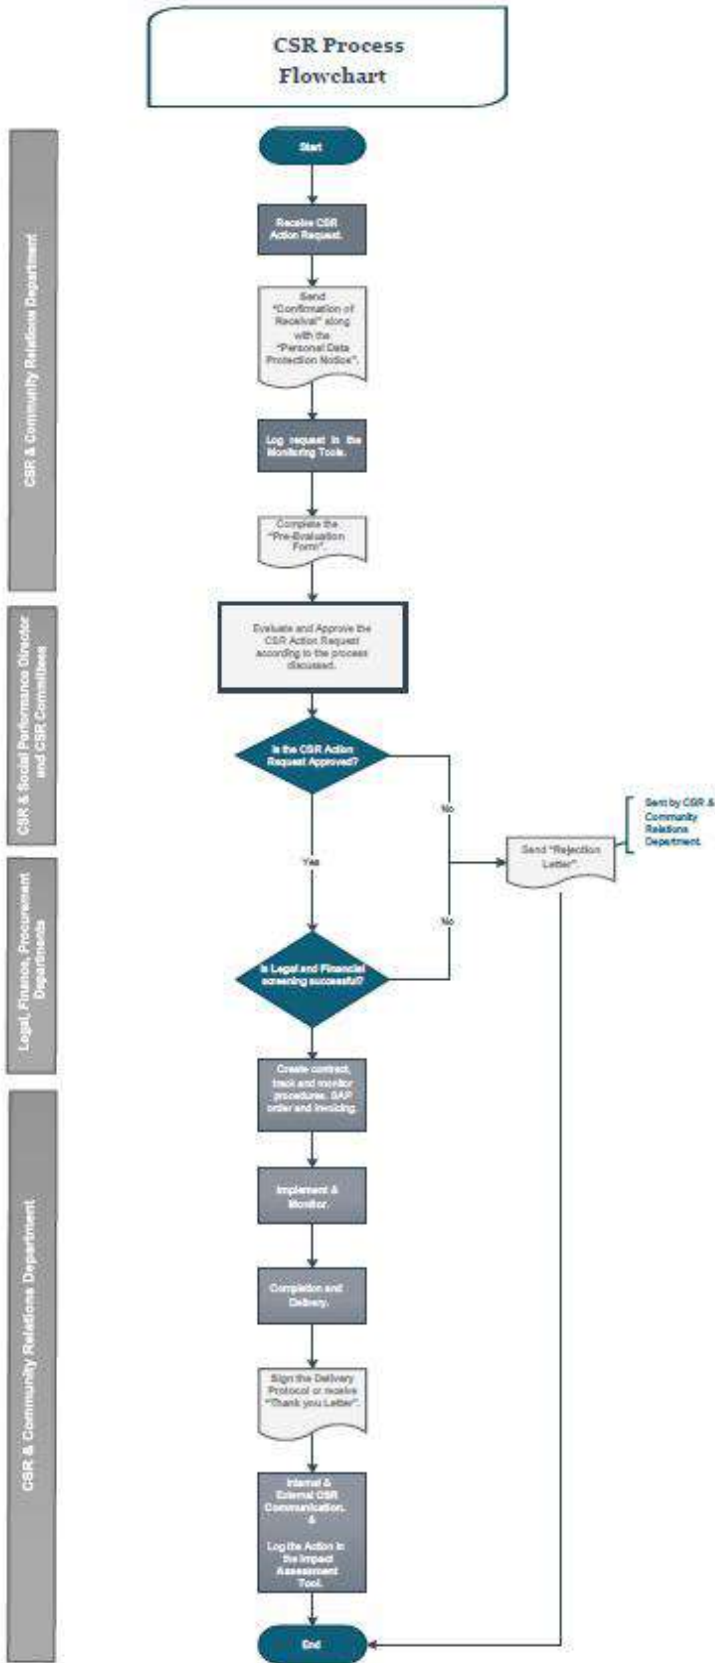 CSR Process
Flowchart
CSR & Community Relations Department
Start
Receive CSR
Action Request.
Send
"Confirmation of
Receival" along
with the
"Personal Data
Protection Notice".
Log request in the
Monitoring Tools.
Complete the
"Pre-Evaluation
Form".
CSR & Social Performance Director
and CSR Committees
Evaluate and Approve the
CSR Action Request
according to the process
discussed.
Is the CSR Action
Request Approved?
No
Yes
Send "Rejection
Letter".
Sent by CSR &
Community
Relations
Department.
Legal, Finance, Procurement
Departments
No
Is Legal and Financial
screening successful?
Create contract,
track and monitor
procedures. SAP
order and invoicing.
CSR & Community Relations Department
Implement &
Monitor.
Completion and
Delivery.
Sign the Delivery
Protocol or receive
"Thank you Letter".
Internal &
External CSR
Communication.
&
Log the Action in
the Impact
Assessment
Tool.
End